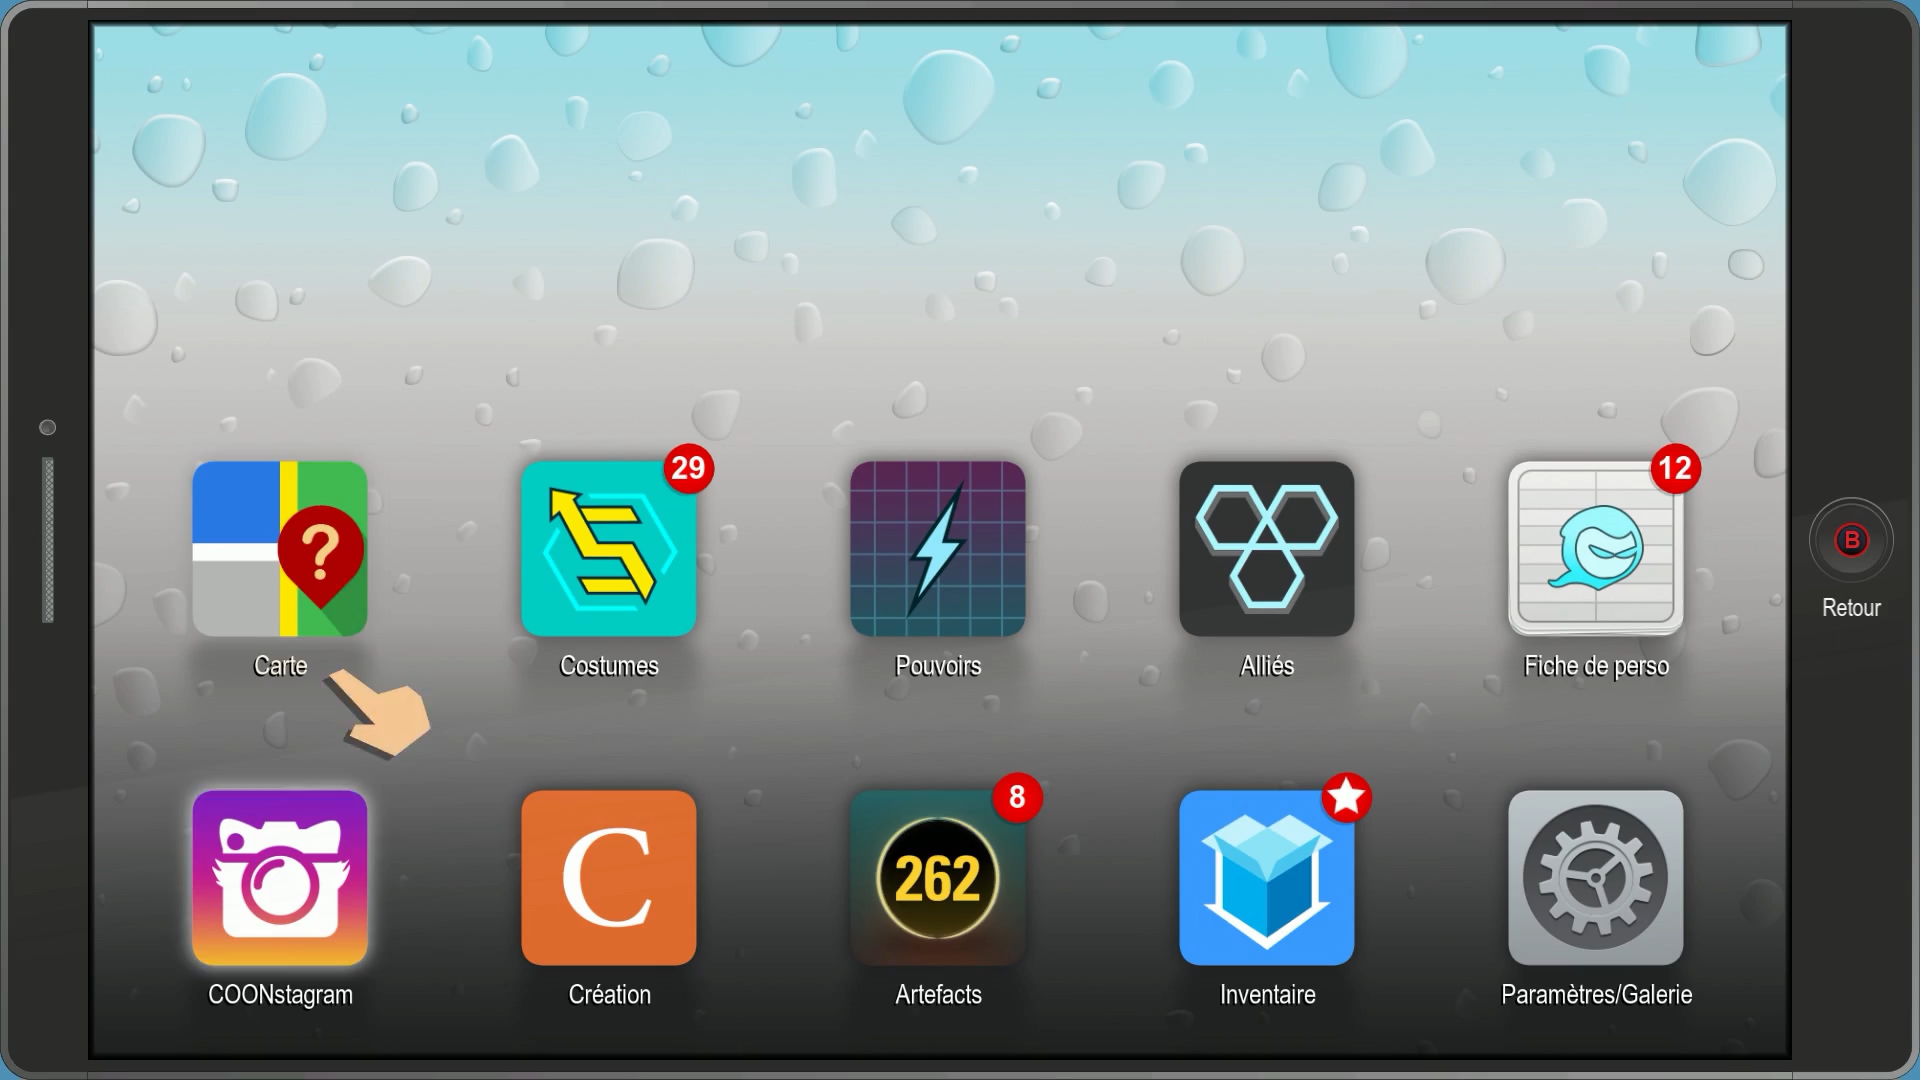 29
12
?
B
Retour
Carte
Costumes
Pouvoirs
Alliés
Fiche de perso
8
C
262
COONstagram
Création
Artefacts
Inventaire
Paramètres/Galerie